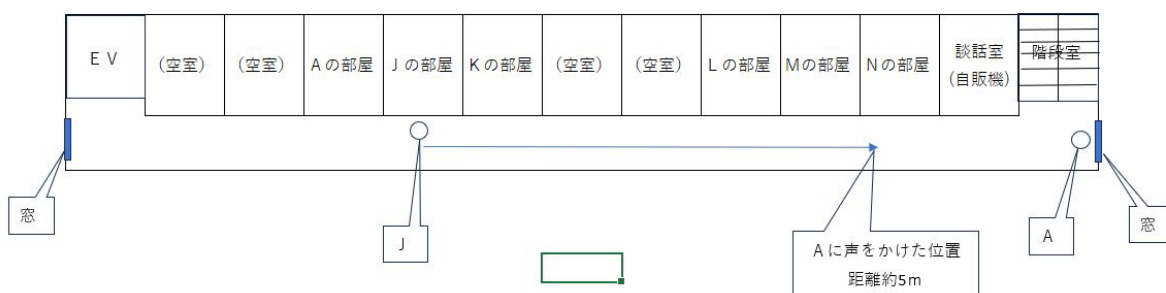 ＥＶ
(空室)
(空室)
Ａの部屋
Ｊの部屋
Ｋの部屋
(空室)
(空室)
Ｌの部屋
Ｍの部屋
Ｎの部屋
談話室
(自販機)
階段室
窓
Ｊ
Ａに声をかけた位置
距離約5ｍ
Ａ
窓